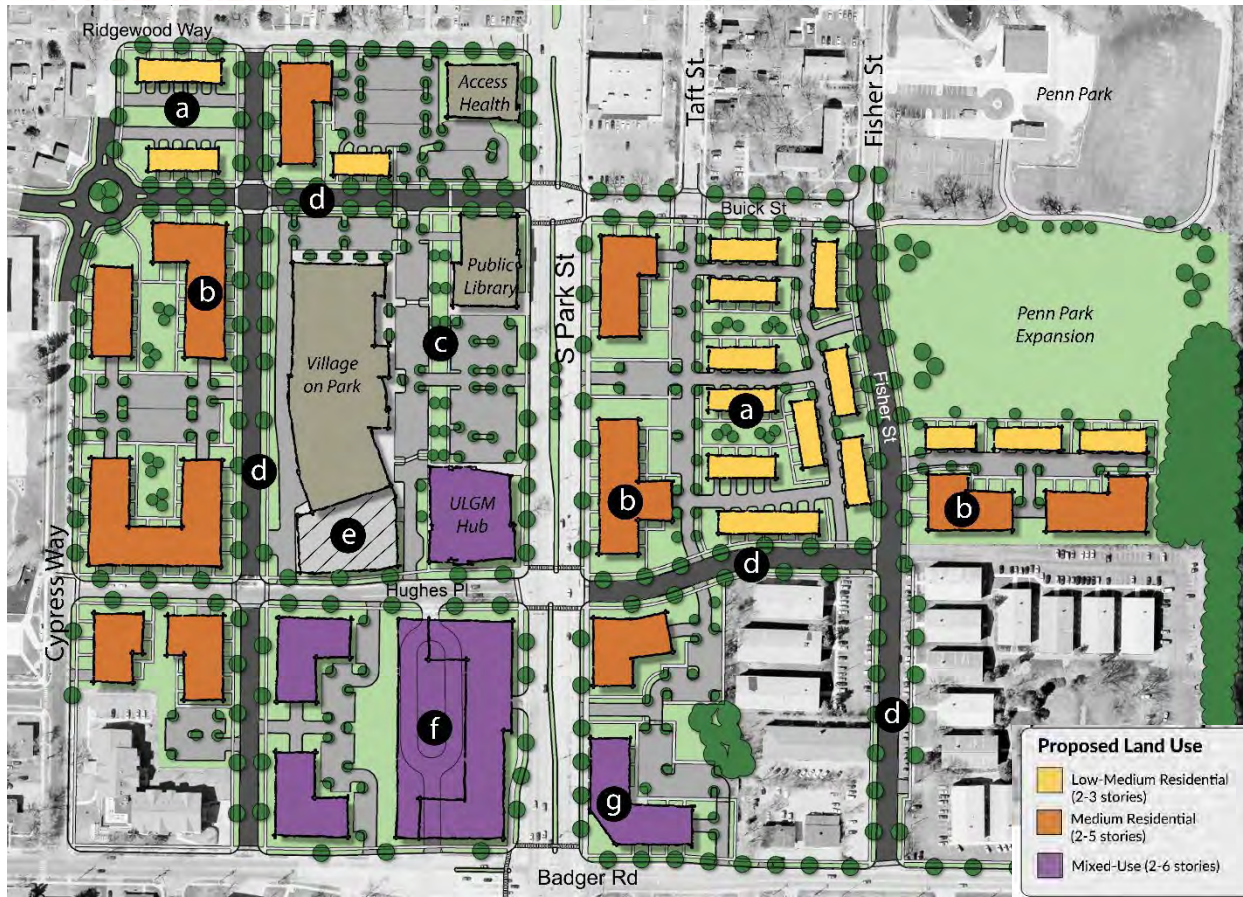 Ridgewood Way
Access
Health
Taft St.
Fisher St
Penn Park
a
d
Buick St
b
Public
Library
S Park St
c
Village
on Park
Penn Park
Expansion
Fisher St
a
d
b
b
ULGM
Hub
e
d
Cypress Way
Hughes Pl
f
d
g
Badger Rd
Proposed Land Use
Low-Medium Residential
(2-3 stories)
Medium Residential
(2-5 stories)
Mixed-Use (2-6 stories)